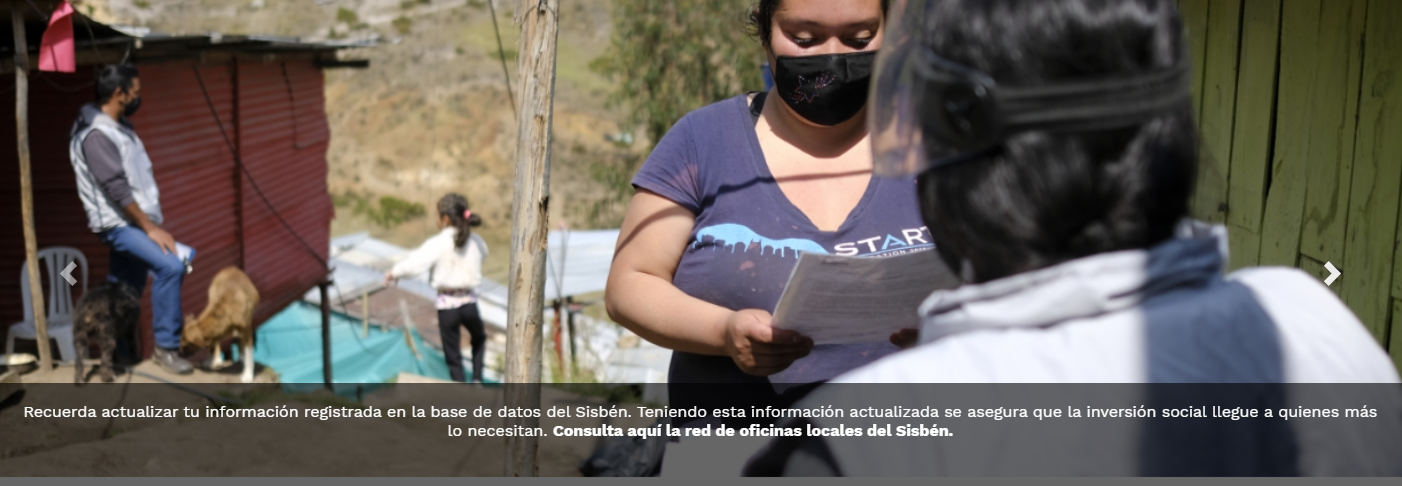 START
Recuerda actualizar tu información registrada en la base de datos del Sisbén. Teniendo esta información actualizada se asegura que la inversión social llegue a quienes más
lo necesitan. Consulta aquí la red de oficinas locales del Sisbén.